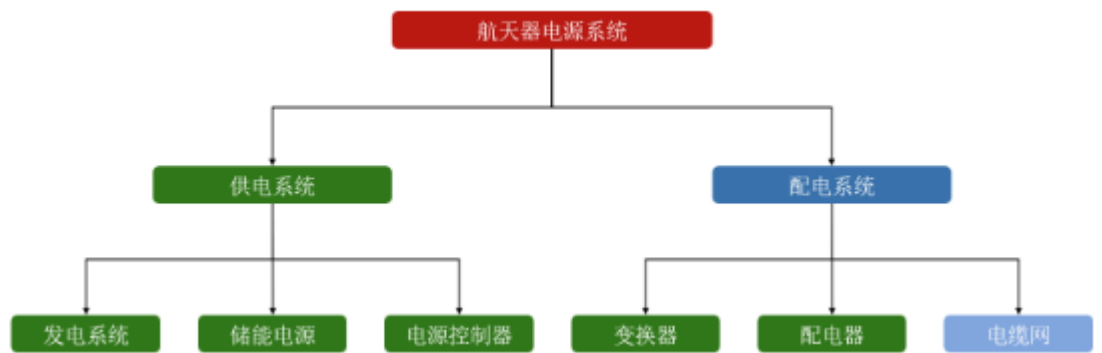 航天器电源系统
供电系统
配电系统
发电系统
储能电源
电源控制器
变换器
配电器
电缆网